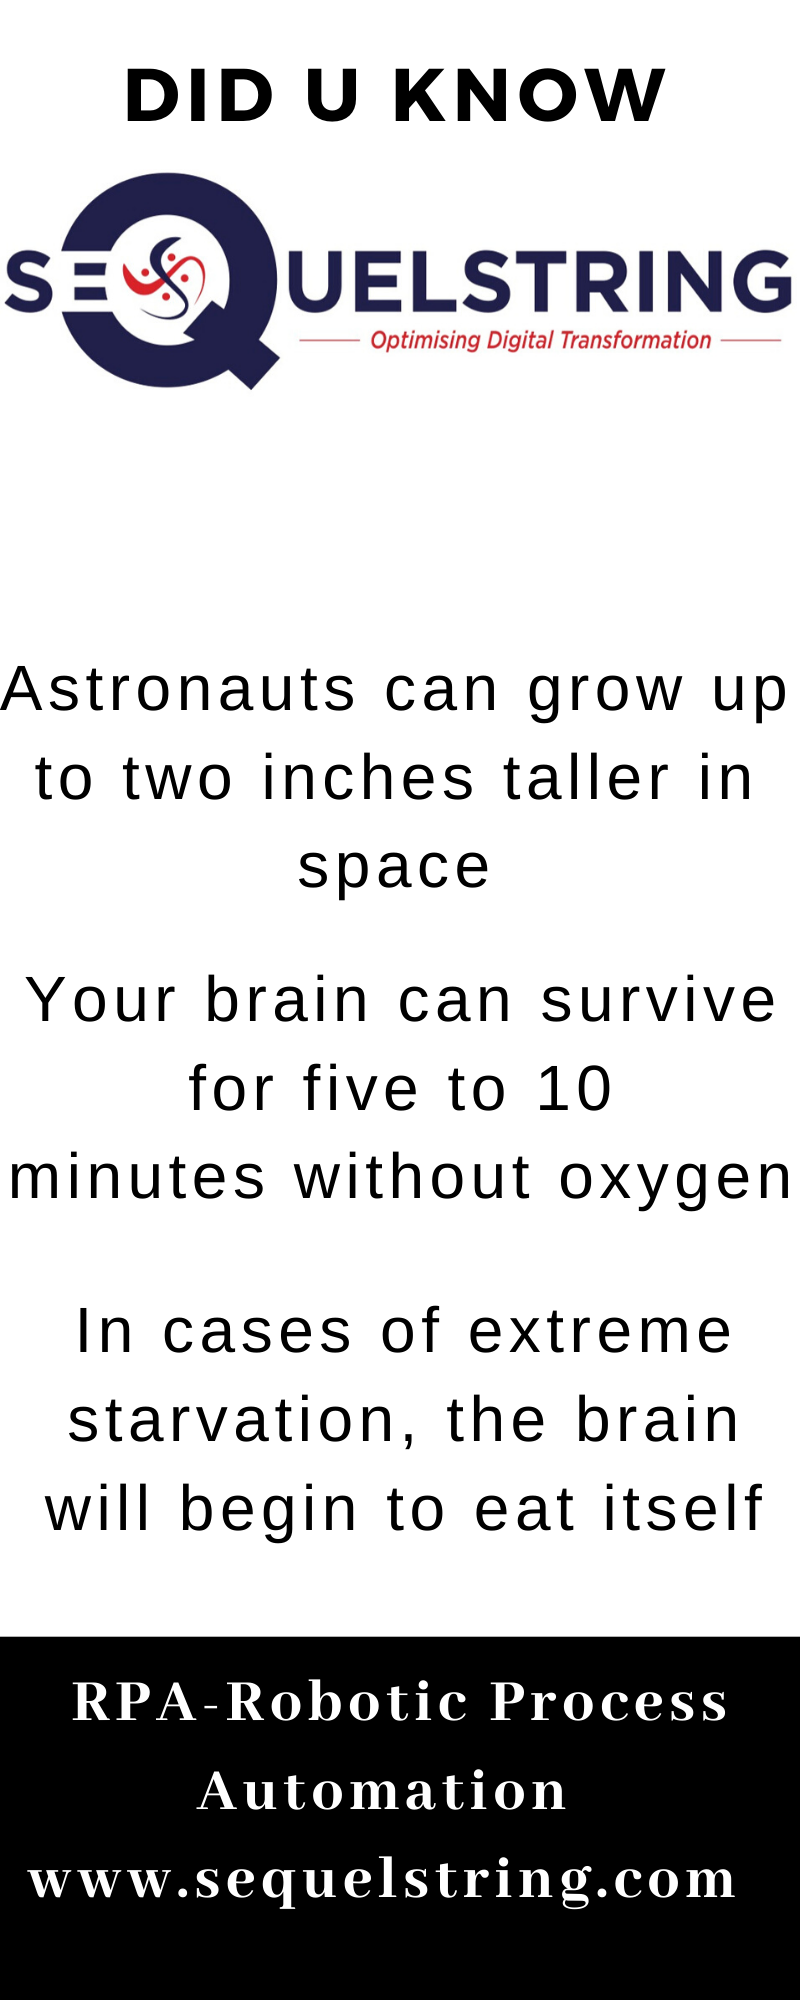 DID U KNOW
SEQUELSTRING
Optimising Digital Transformation
Astronauts can grow up
to two inches taller in
space
Your brain can survive
for five to 10
minutes without oxygen
In cases of extreme
starvation, the brain
will begin to eat itself
RPA-Robotic Process
Automation
www.sequelstring.com